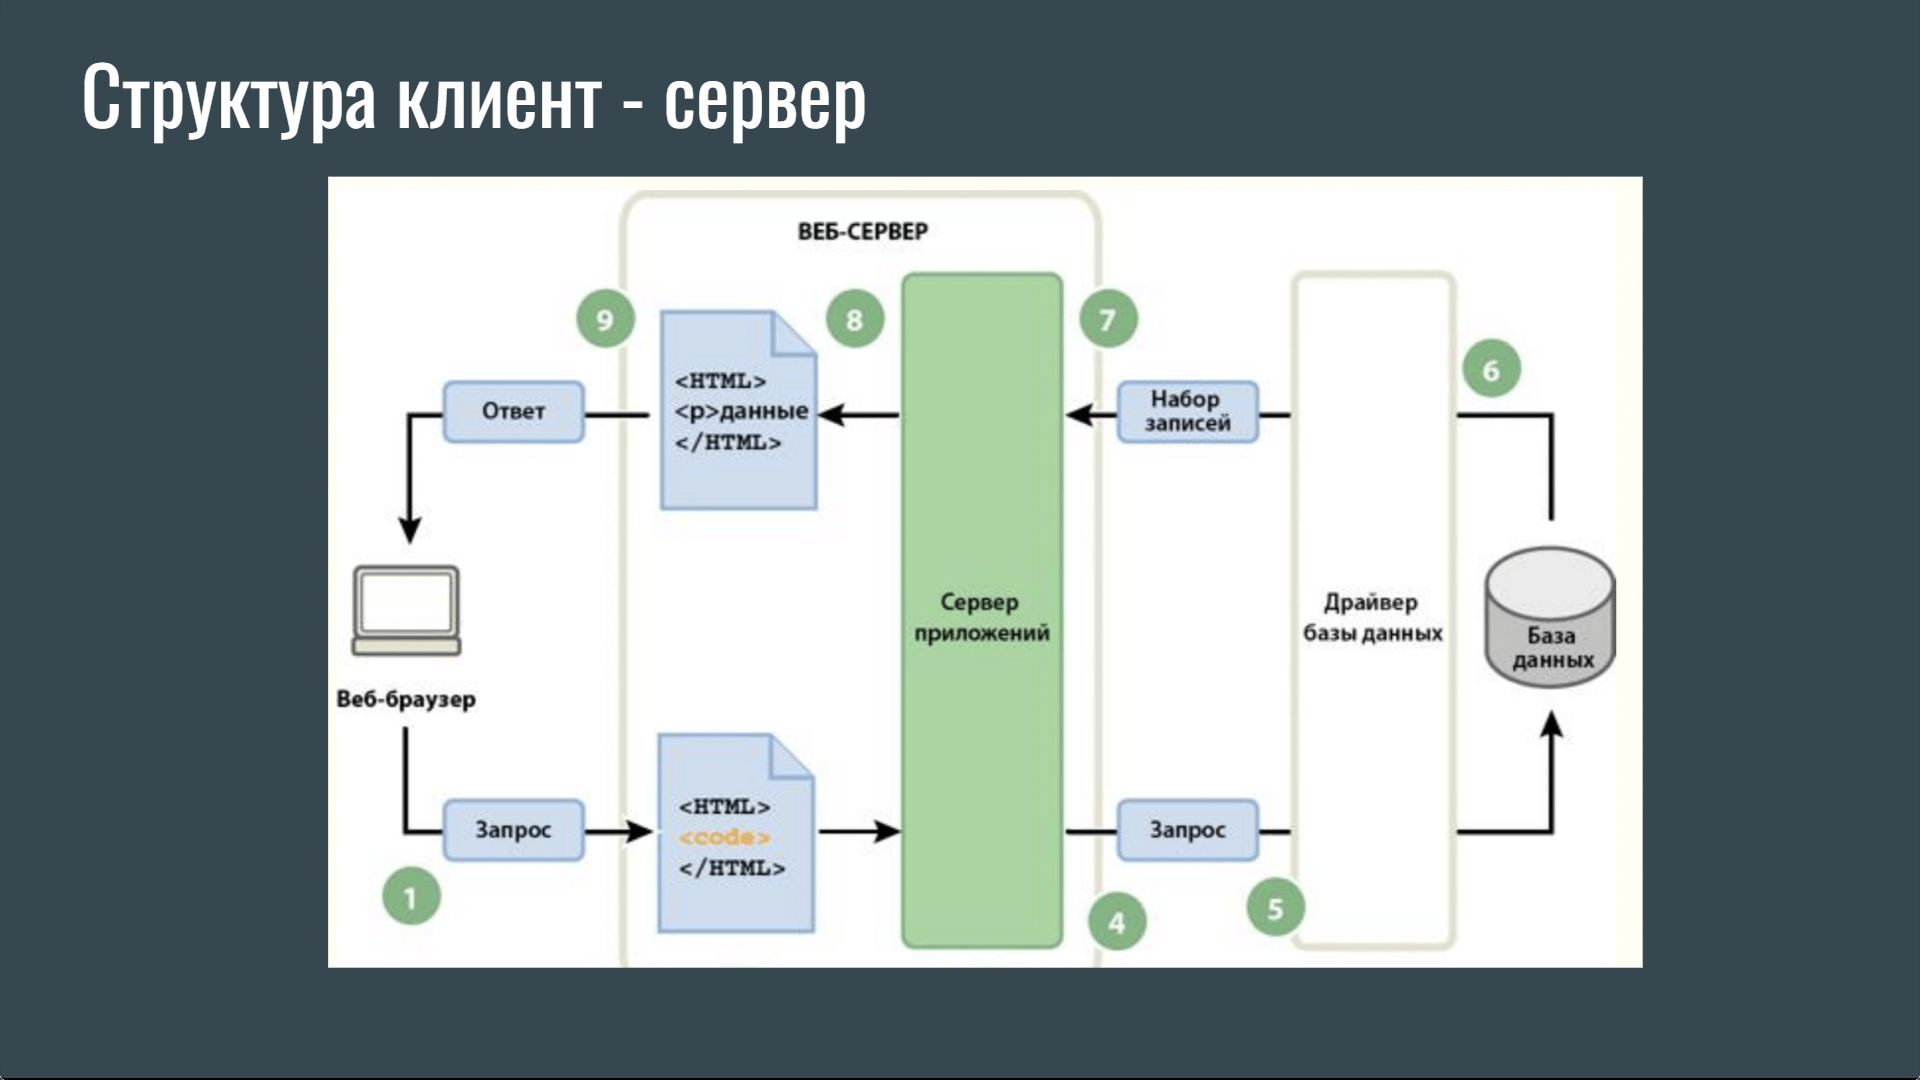 Структура клиент - сервер
ВЕБ-СЕРВЕР
9
8
7
6
<HTML>
<p>данные
</HTML>
Ответ
Набор
записей
Сервер
приложений
Драйвер
базы данных
База
данных
Веб-браузер
Запрос
<HTML>
<code>
</HTML>
Запрос
1
4
5